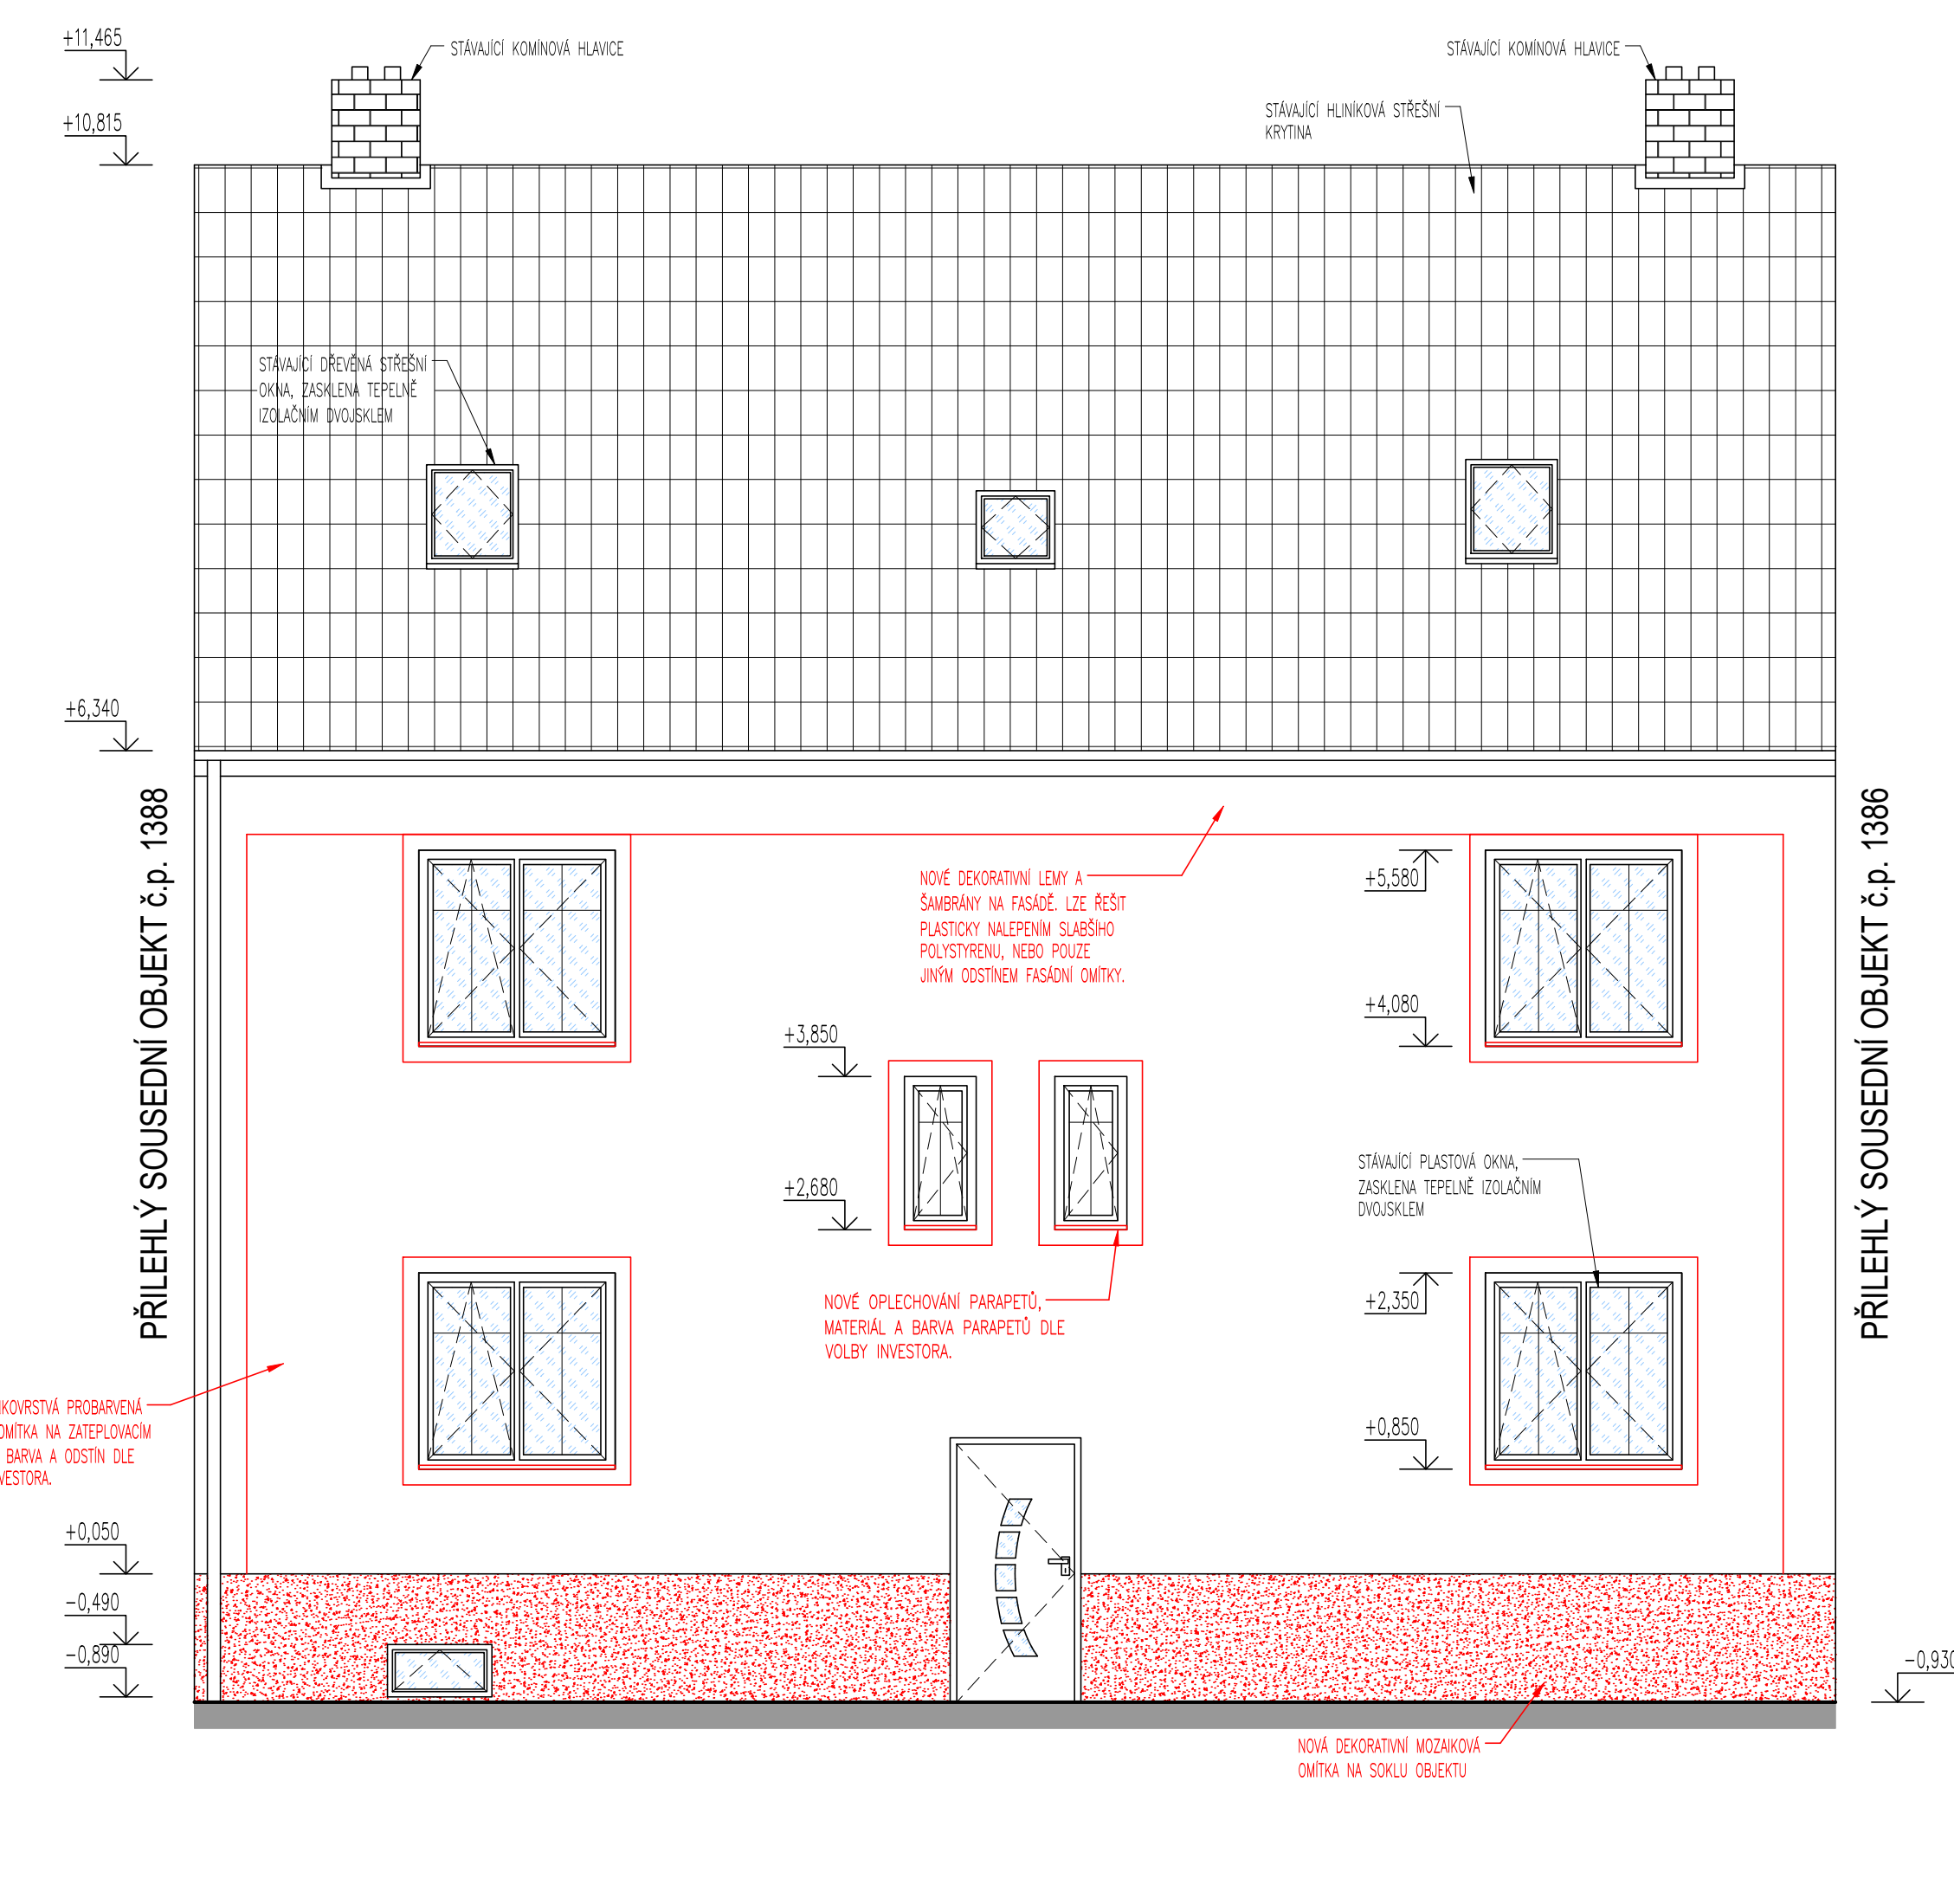 +11,465
STÁVAJÍCÍ KOMÍNOVÁ HLAVICE
STÁVAJÍCÍ KOMÍNOVÁ HLAVICE
+10,815
STÁVAJÍCÍ HLINÍKOVÁ STŘEŠNÍ
KRYTINA
STÁVAJÍCÍ DŘEVĚNÁ STŘEŠNÍ
OKNA, ZASKLENA TEPELNĚ
IZOLAČNÍM DVOJSKLEM
+6,340
PŘILEHLÝ SOUSEDNÍ OBJEKT č.p. 1388
PŘILEHLÝ SOUSEDNÍ OBJEKT č.p. 1386
NOVÉ DEKORATIVNÍ LEMY A
ŠAMBRÁNY NA FASÁDĚ. LZE ŘEŠIT
PLASTICKY NALEPENÍM SLABŠÍHO
POLYSTYRENU, NEBO POUZE
JINÝM ODSTÍNEM FASÁDNÍ OMÍTKY.
+5,580
+4,080
+3,850
+2,680
STÁVAJÍCÍ PLASTOVÁ OKNA,
ZASKLENA TEPELNĚ IZOLAČNÍM
DVOJSKLEM
NOVÉ OPLECHOVÁNÍ PARAPETŮ,
MATERIÁL A BARVA PARAPETŮ DLE
VOLBY INVESTORA.
+2,350
+0,850
KOVRSTVÁ PROBARVENÁ
OMÍTKA NA ZATEPLOVACÍM
BARVA A ODSTÍN DLE
VESTORA.
+0,050
-0,490
-0,890
-0,930
NOVÁ DEKORATIVNÍ MOZAIKOVÁ
OMÍTKA NA SOKLU OBJEKTU